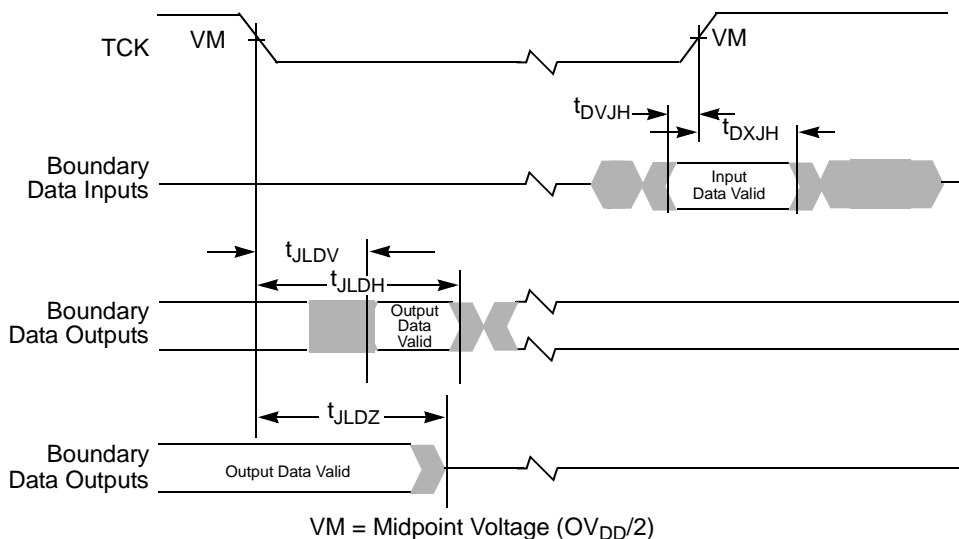 TCK
VM
VM
tDVJH
tDXJH
Boundary
Data Inputs
Input
Data Valid
tJLDV
tJLDH
Boundary
Data Outputs
Output
Data
Valid
tJLDZ
Boundary
Data Outputs
Output Data Valid
VM = Midpoint Voltage (OVDD/2)